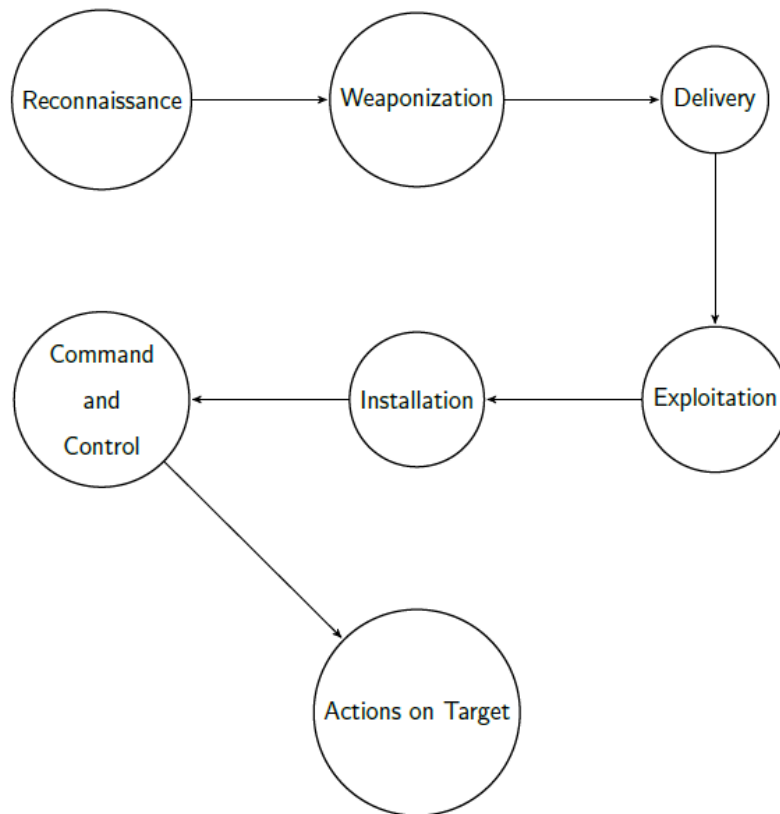 Reconnaissance
Weaponization
Delivery
Exploitation
Installation
Command
and
Control
Actions on Target